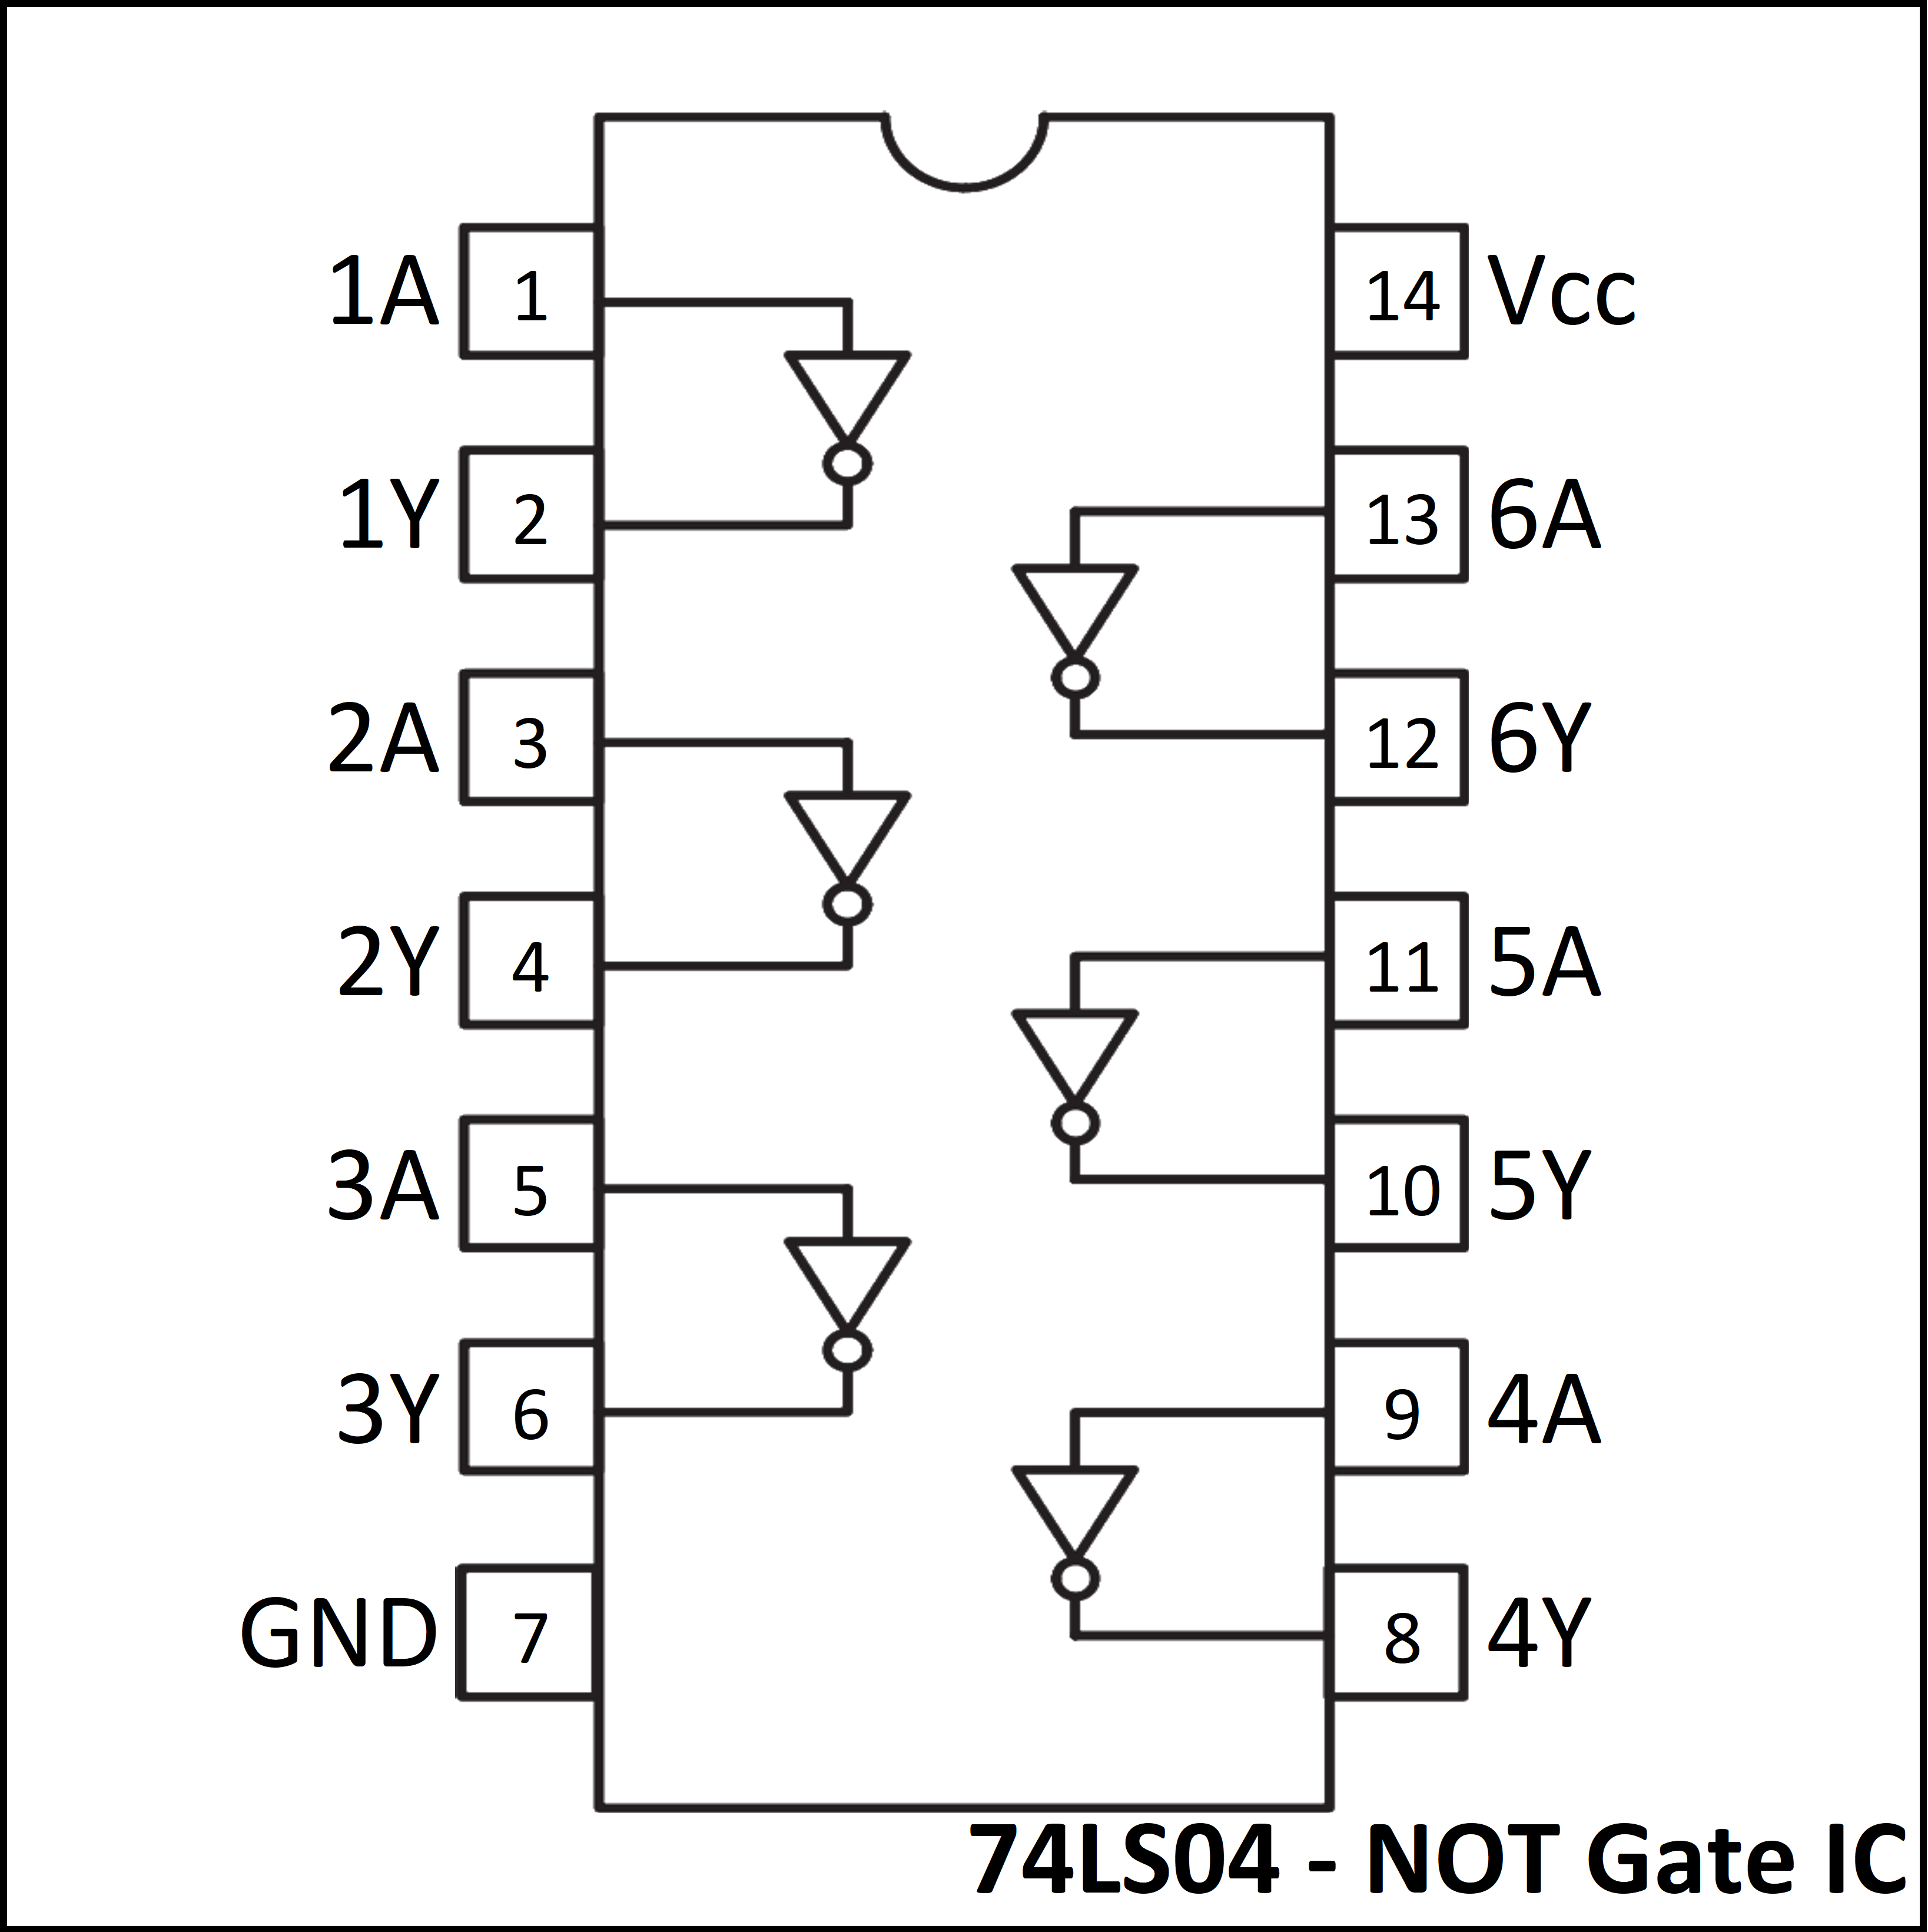 1A 1 14 Vcc
1Y 2 13 6A
2A 3 12 6Y
2Y 4 11 5A
3A 5 10 5Y
3Y 6 9 4A
GND 7 8 4Y
74LS04 - NOT Gate IC